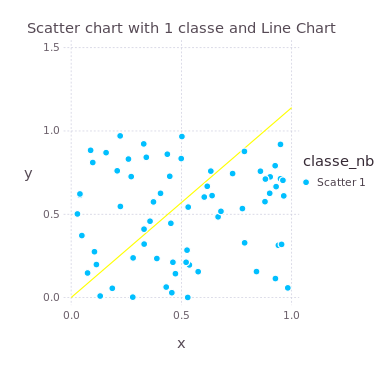 Scatter chart with 1 classe and Line Chart
1.5
1.0
0.5
0.0
y
0.0
0.5
1.0
x
classe_nb
Scatter 1